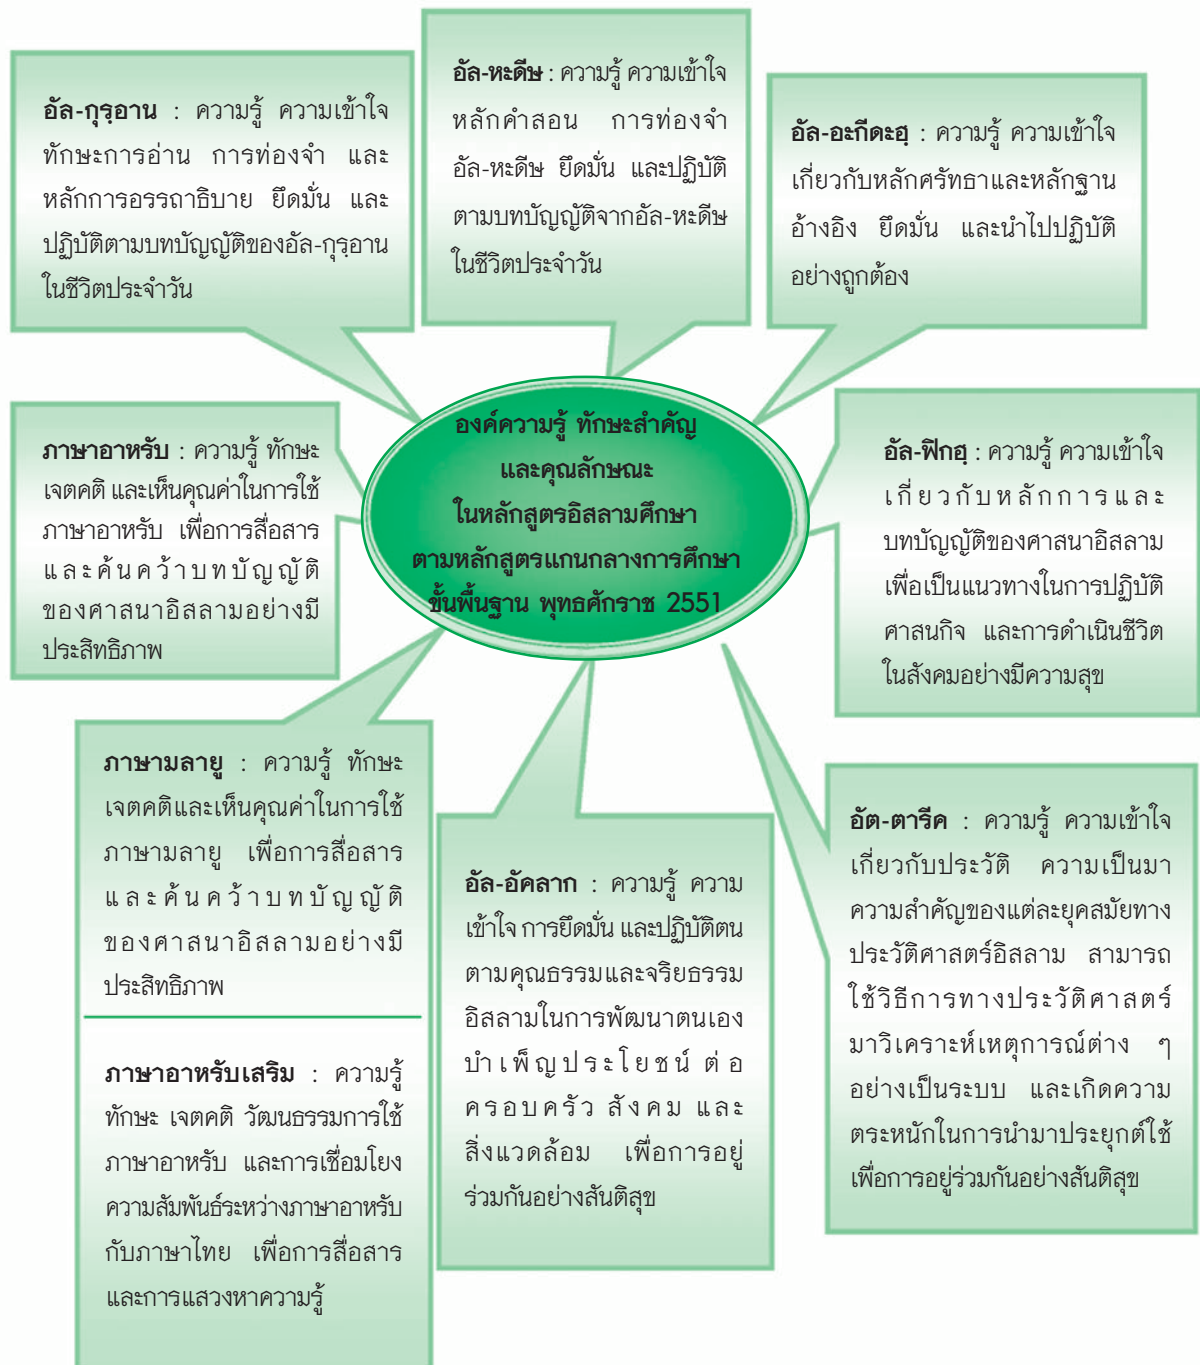 อัล-กุรฺอาน : ความรู้ ความเข้าใจ
ทักษะการอ่าน การท่องจำ และ
หลักการอรรถาธิบาย ยึดมั่น และ
ปฏิบัติตามบทบัญญัติของอัล-กุรฺอาน
ในชีวิตประจำวัน
อัล-หะดีษ : ความรู้ ความเข้าใจ
หลักคำสอน การท่องจำ
อัล-หะดีษ ยึดมั่น และปฏิบัติ
ตามบทบัญญัติจากอัล-หะดีษ
ในชีวิตประจำวัน
อัล-อะกีดะฮฺ : ความรู้ ความเข้าใจ
เกี่ยวกับหลักศรัทธาและหลักฐาน
อ้างอิง ยึดมั่น และนำไปปฏิบัติ
อย่างถูกต้อง
องค์ความรู้ ทักษะสำคัญ
และคุณลักษณะ
ในหลักสูตรอิสลามศึกษา
ตามหลักสูตรแกนกลางการศึกษา
ขั้นพื้นฐาน พุทธศักราช 2551
ภาษาอาหรับ : ความรู้ ทักษะ
เจตคติ และเห็นคุณค่าในการใช้
ภาษาอาหรับ เพื่อการสื่อสาร
และค้นคว้าบทบัญญัติ
ของศาสนาอิสลามอย่างมี
ประสิทธิภาพ
อัล-ฟิกฮฺ : ความรู้ ความเข้าใจ
เกี่ยวกับหลักการและ
บทบัญญัติของศาสนาอิสลาม
เพื่อเป็นแนวทางในการปฏิบัติ
ศาสนกิจ และการดำเนินชีวิต
ในสังคมอย่างมีความสุข
ภาษามลายู : ความรู้ ทักษะ
เจตคติและเห็นคุณค่าในการใช้
ภาษามลายู เพื่อการสื่อสาร
และค้นคว้าบทบัญญัติ
ของศาสนาอิสลามอย่างมี
ประสิทธิภาพ
ภาษาอาหรับเสริม : ความรู้
ทักษะ เจตคติ วัฒนธรรมการใช้
ภาษาอาหรับ และการเชื่อมโยง
ความสัมพันธ์ระหว่างภาษาอาหรับ
กับภาษาไทย เพื่อการสื่อสาร
และการแสวงหาความรู้
อัล-อัคลาก : ความรู้ ความ
เข้าใจ การยึดมั่น และปฏิบัติตน
ตามคุณธรรมและจริยธรรม
อิสลามในการพัฒนาตนเอง
บำเพ็ญประโยชน์ ต่อ
ครอบครัว สังคม และ
สิ่งแวดล้อม เพื่อการอยู่
ร่วมกันอย่างสันติสุข
อัต-ตารีค : ความรู้ ความเข้าใจ
เกี่ยวกับประวัติ ความเป็นมา
ความสำคัญของแต่ละยุคสมัยทาง
ประวัติศาสตร์อิสลาม สามารถ
ใช้วิธีการทางประวัติศาสตร์
มาวิเคราะห์เหตุการณ์ต่าง ๆ
อย่างเป็นระบบ และเกิดความ
ตระหนักในการนำมาประยุกต์ใช้
เพื่อการอยู่ร่วมกันอย่างสันติสุข